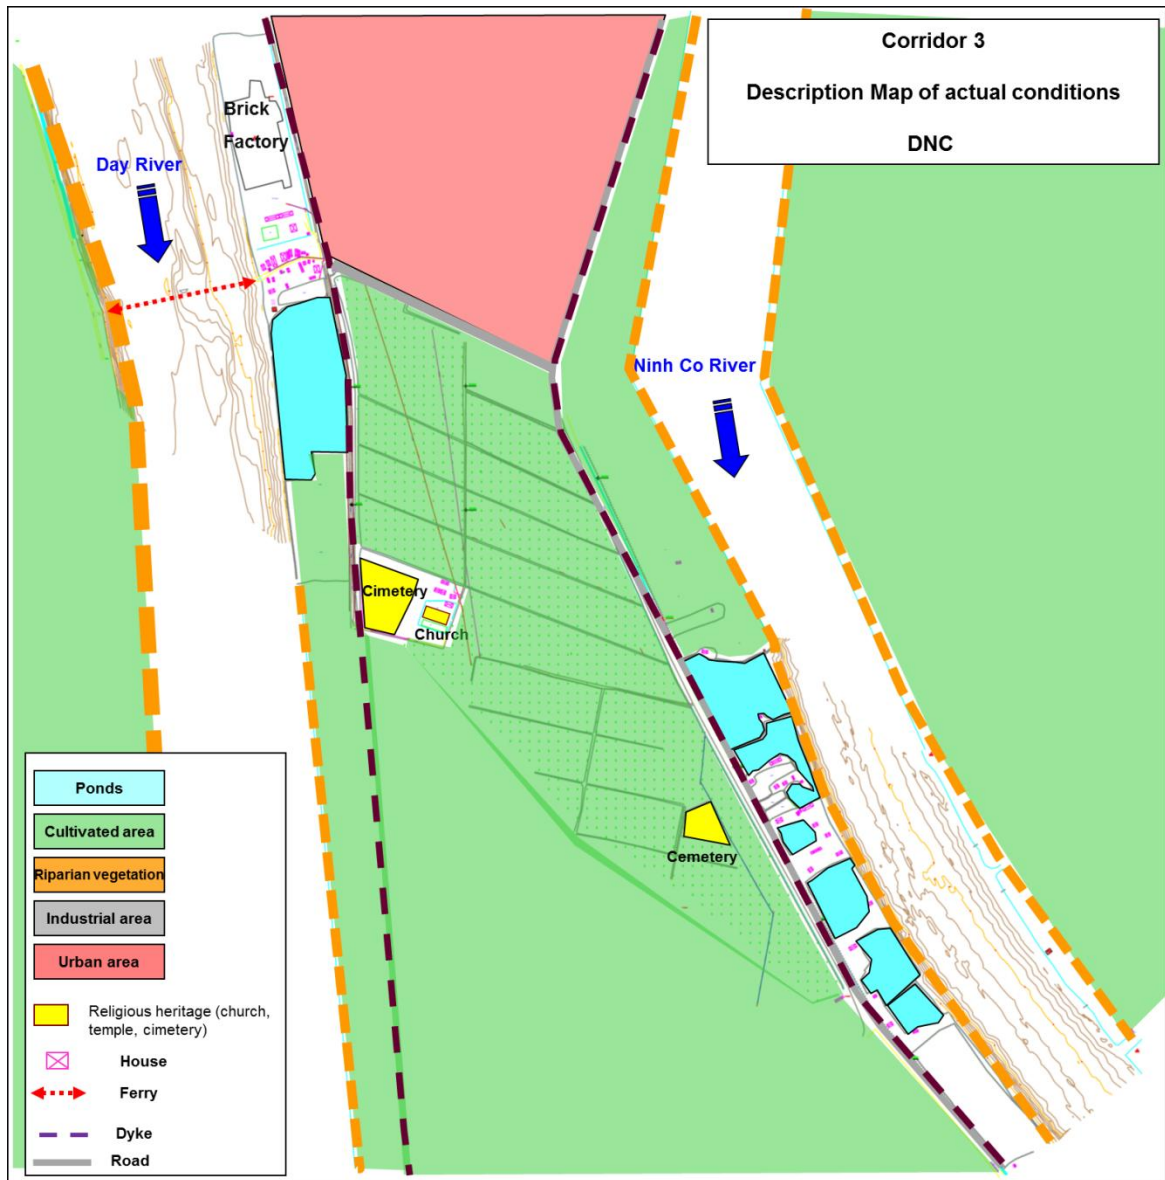 Corridor 3
Description Map of actual conditions
DNC
Brick
Factory
Day River
Ninh Co River
Cimetery
Church
Cemetery
Ponds
Cultivated area
Riparian vegetation
Industrial area
Urban area
Religious heritage (church,
temple, cimetery)
House
Ferry
Dyke
Road